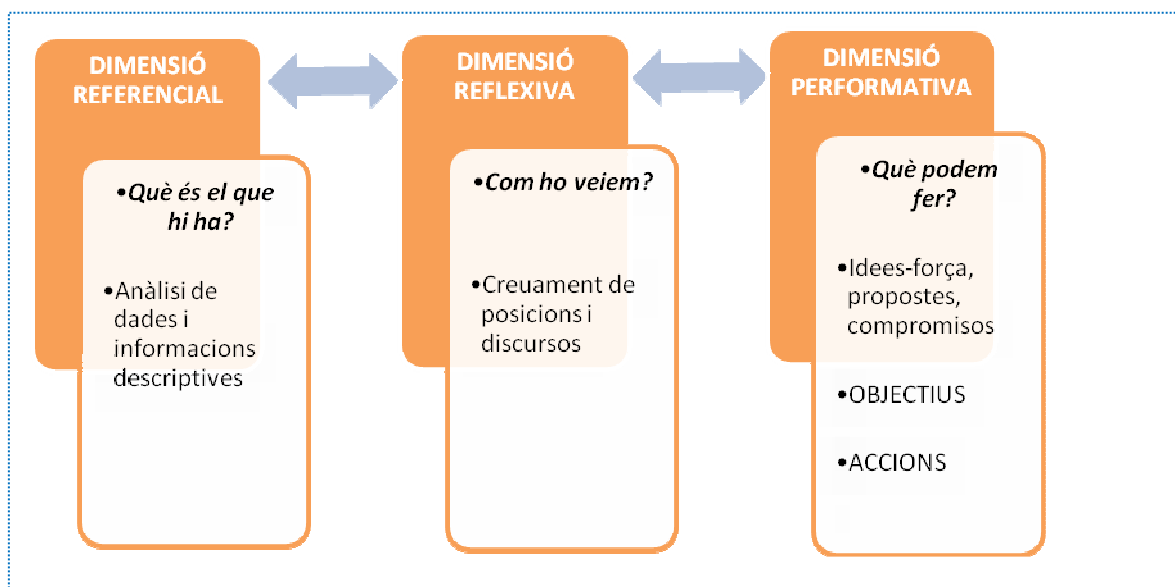 DIMENSIÓ
REFERENCIAL
•Què és el que
hi ha?
•Anàlisi de
dades i
informacions
descriptives
DIMENSIÓ
REFLEXIVA
•Com ho veiem?
•Creuament de
posicions i
discursos
DIMENSIÓ
PERFORMATIVA
•Què podem
fer?
•Idees-força,
propostes,
compromisos
•OBJECTIUS
•ACCIONS